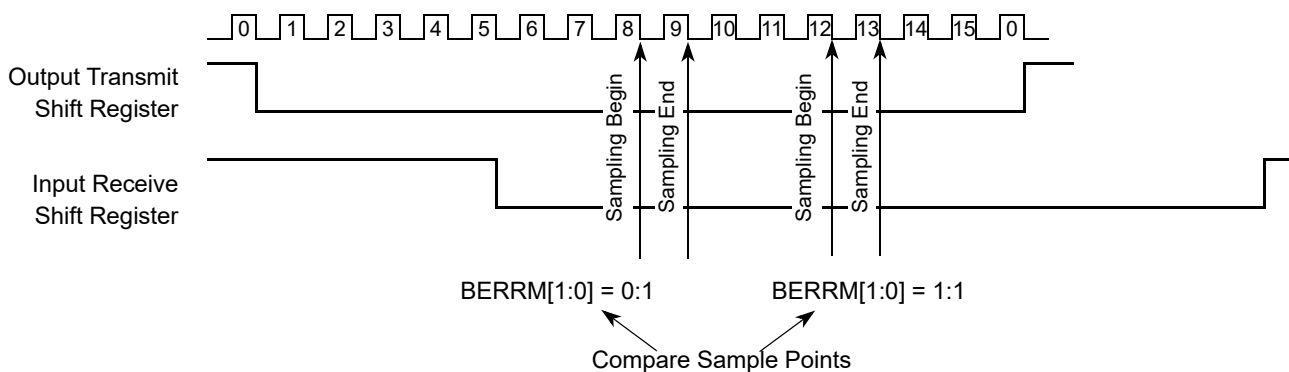 0 1 2 3 4 5 6 7 8 9 10 11 12 13 14 15 0
Output Transmit
Shift Register
Input Receive
Shift Register
Sampling Begin
Sampling End
Sampling Begin
Sampling End
BERRM[1:0] = 0:1 BERRM[1:0] = 1:1
Compare Sample Points